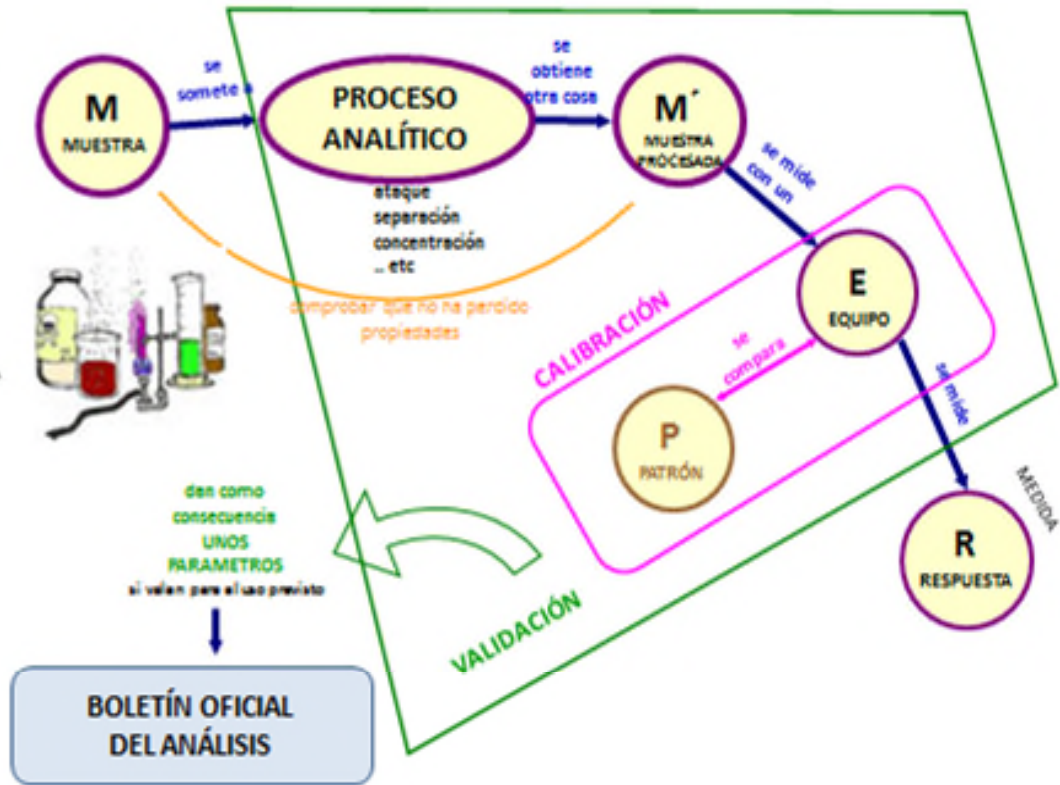 M
MUESTRA
se
somete a
PROCESO
ANALÍTICO
se
obtiene
otra cosa
M´
MUESTRA
PROCESADA
ataque
separación
concentración
.. etc
comprobar que no ha perdido
propiedades
se mide
con un
E
EQUIPO
CALIBRACIÓN
se
compara
P
PATRÓN
se mide
MEDIDA
R
RESPUESTA
VALIDACIÓN
dan como
consecuencia
UNOS
PARAMETROS
si valen para el uso previsto
BOLETÍN OFICIAL
DEL ANÁLISIS